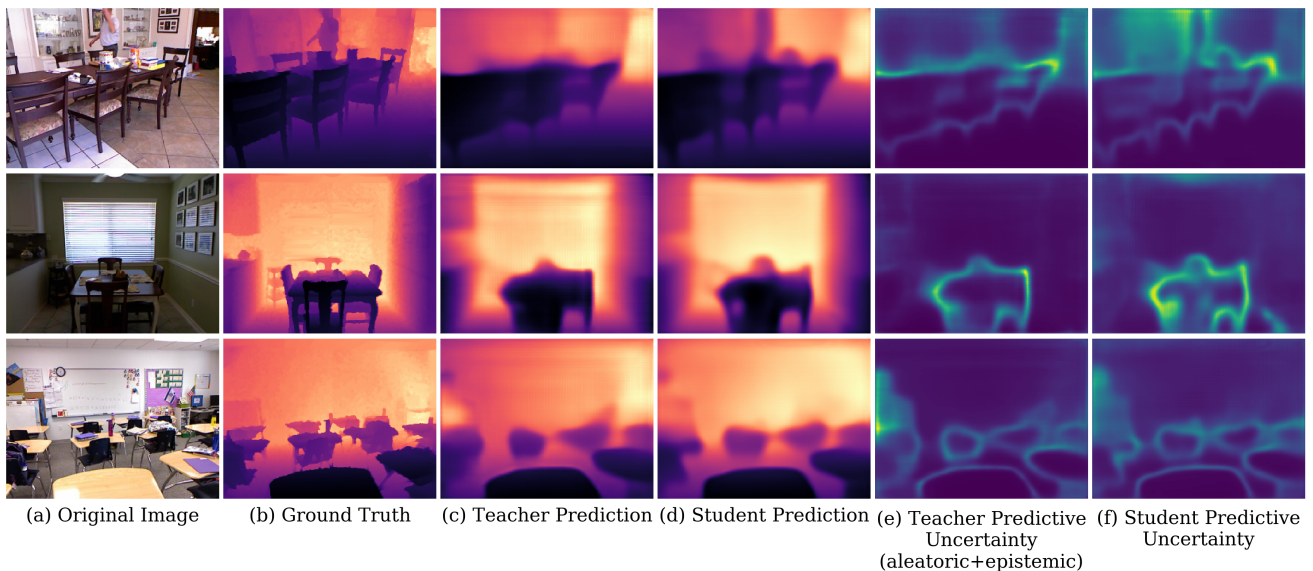 (a) Original Image
(b) Ground Truth
(c) Teacher Prediction
(d) Student Prediction
(e) Teacher Predictive
Uncertainty
(aleatoric+epistemic)
(f) Student Predictive
Uncertainty